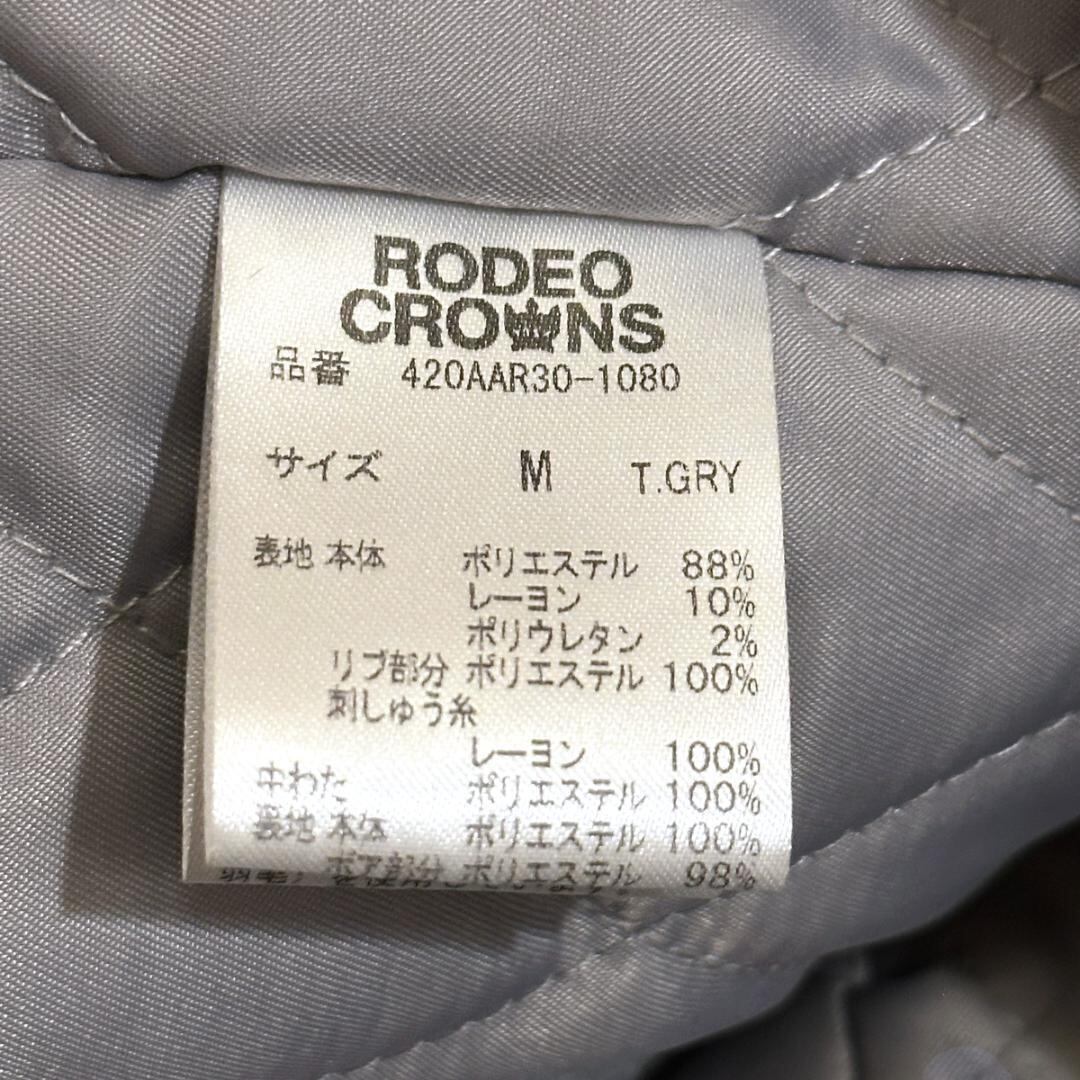 RODEO
CROWNS
品番 420AAR30-1080
サイズ M T.GRY
表地 本体 ポリエステル 88%
レーヨン 10%
ポリウレタン 2%
リブ部分 ポリエステル 100%
刺しゅう糸
レーヨン 100%
中わた ポリエステル 100%
表地 本体 ポリエステル 100%
ボア部分 ポリエステル 98%